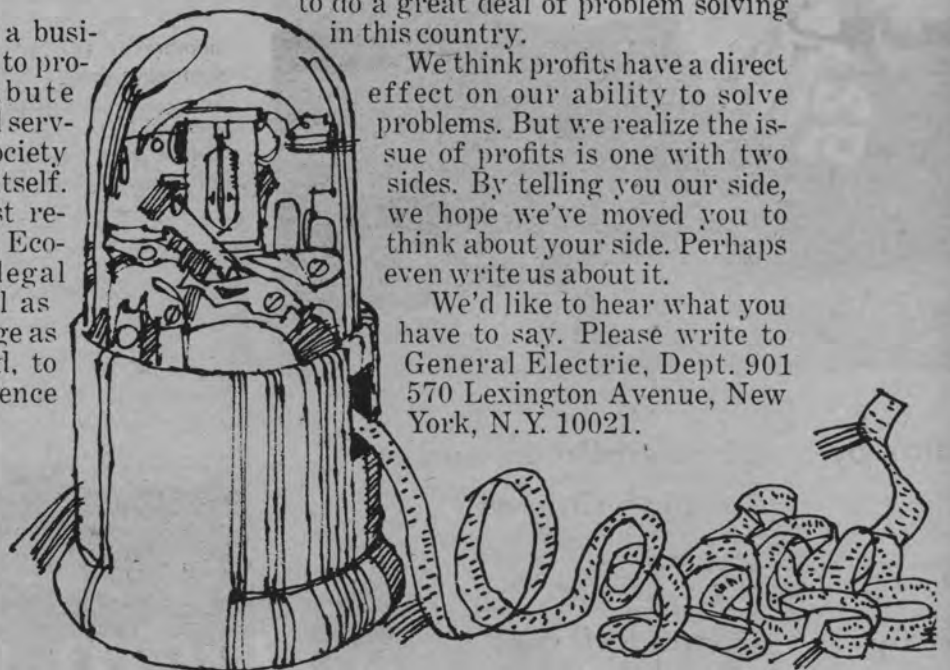 a busi-
to pro-
bute
serv-
ociety
tself.
st re-
Eco-
legal
l as
ge as
d, to
ence
to do a great deal of problem solving
in this country.
We think profits have a direct
effect on our ability to solve
problems. But we realize the is-
sue of profits is one with two
sides. By telling you our side,
we hope we've moved you to
think about your side. Perhaps
even write us about it.
We'd like to hear what you
have to say. Please write to
General Electric, Dept. 901
570 Lexington Avenue, New
York, N.Y. 10021.